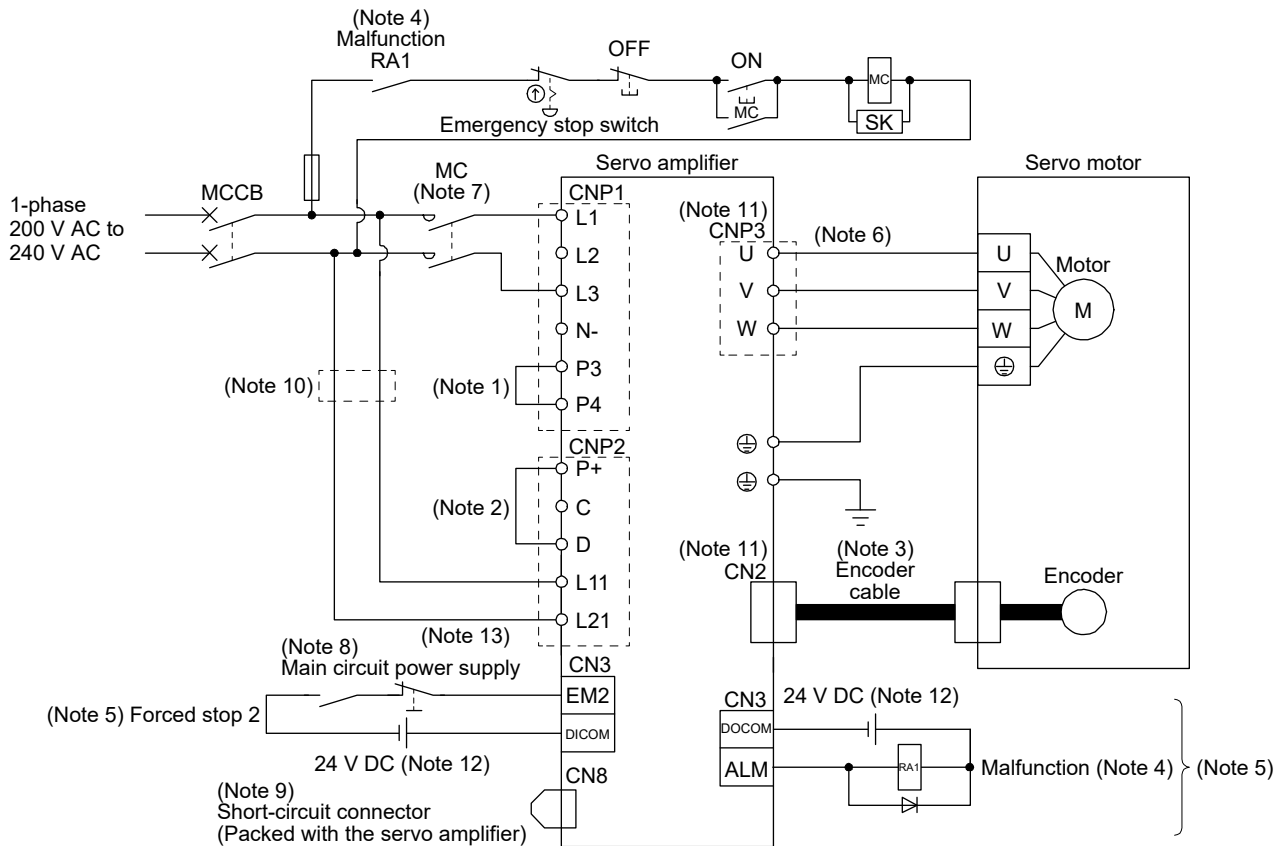 (Note 4)
Malfunction
RA1
OFF
ON
MC
MC
SK
Emergency stop switch
1-phase
200 V AC to
240 V AC
MCCB
MC
(Note 7)
Servo amplifier
Servo motor
CNP1
L1
L2
L3
N-
P3
P4
(Note 1)
(Note 10)
(Note 11)
CNP3
U
V
W
(Note 6)
U
V
W
Motor
M
CNP2
P+
C
D
L11
L21
(Note 2)
(Note 13)
(Note 11)
CN2
(Note 3)
Encoder
cable
Encoder
(Note 8)
Main circuit power supply
CN3
EM2
DICOM
(Note 5) Forced stop 2
24 V DC (Note 12)
CN3
DOCOM
ALM
24 V DC (Note 12)
RA1
Malfunction (Note 4)
(Note 5)
CN8
(Note 9)
Short-circuit connector
(Packed with the servo amplifier)